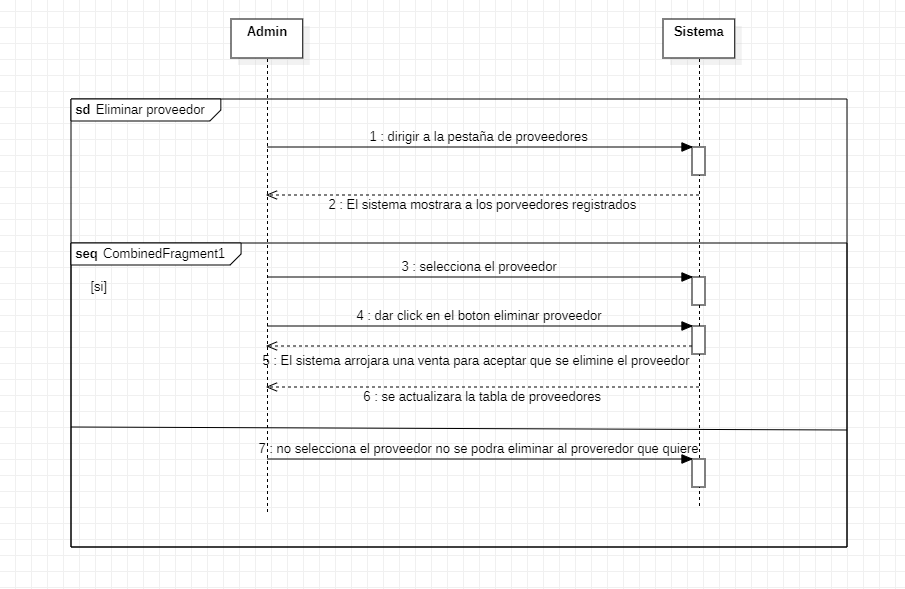 Admin
Sistema
sd Eliminar proveedor
1 : dirigir a la pestaña de proveedores
2 : El sistema mostrara a los porveedores registrados
seq CombinedFragment1
3 : selecciona el proveedor
[si]
4 : dar click en el boton eliminar proveedor
5 : El sistema arrojara una venta para aceptar que se elimine el proveedor
6 : se actualizara la tabla de proveedores
7 : no selecciona el proveedor no se podra eliminar al proveredor que quiere